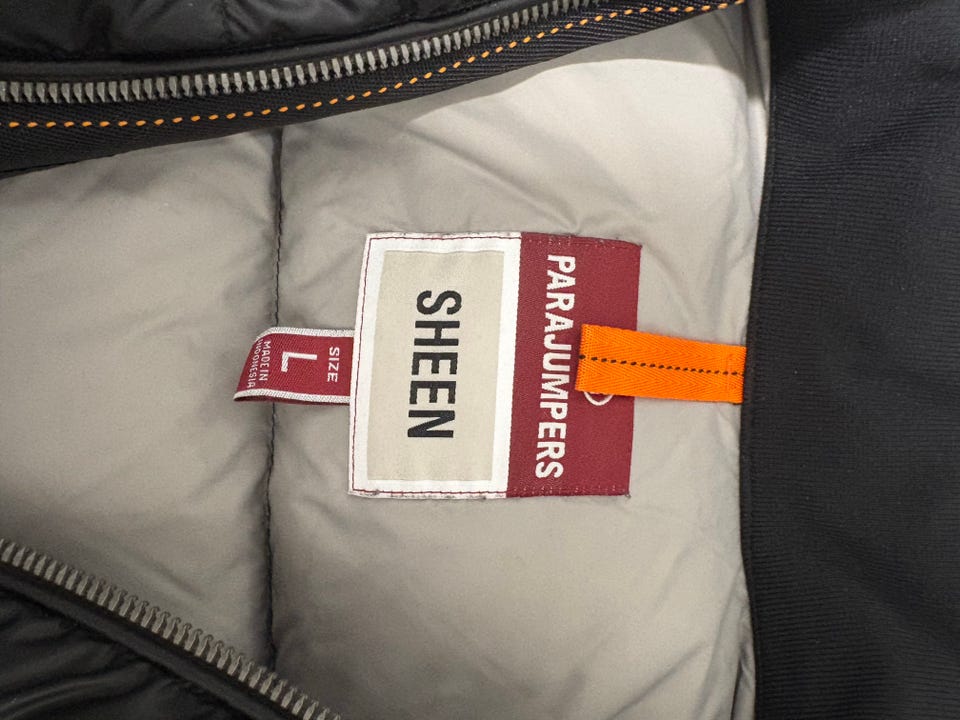 PARAJUMPERS
SHEEN
SIZE
L
MADE IN
INDONESIA